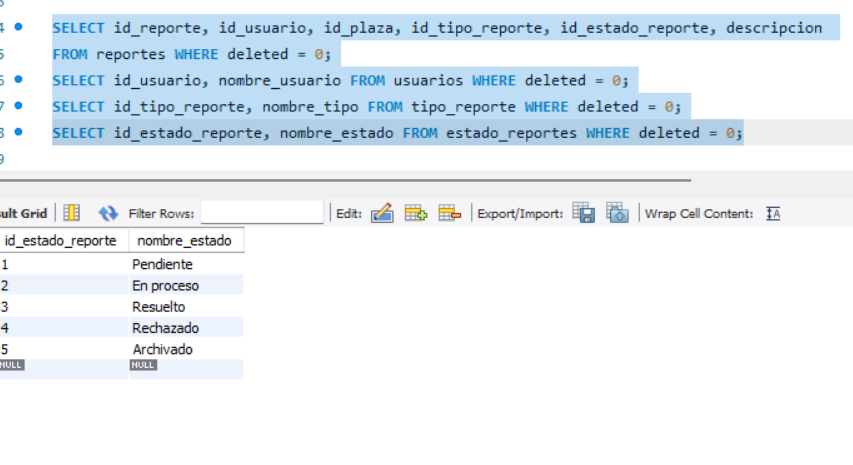 4 SELECT id_reporte, id_usuario, id_plaza, id_tipo_reporte, id_estado_reporte, descripcion
5 FROM reportes WHERE deleted = 0;
6 SELECT id_usuario, nombre_usuario FROM usuarios WHERE deleted = 0;
7 SELECT id_tipo_reporte, nombre_tipo FROM tipo_reporte WHERE deleted = 0;
8 SELECT id_estado_reporte, nombre_estado FROM estado_reportes WHERE deleted = 0;
9
ult Grid Filter Rows: Edit: Export/Import: Wrap Cell Content: IA
id_estado_reporte nombre_estado
1 Pendiente
2 En proceso
3 Resuelto
4 Rechazado
5 Archivado
NULL NULL